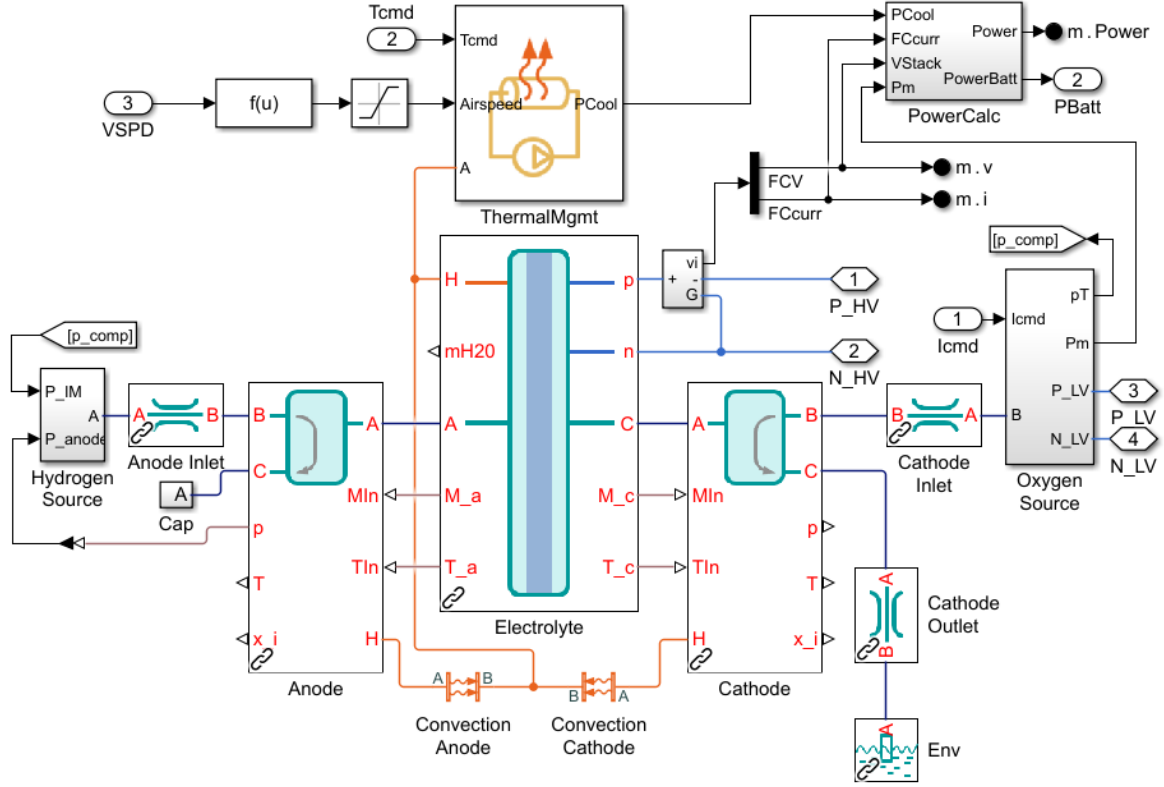 Tcmd
2
Tcmd
Airspeed
PCool
A
ThermalMgmt
3
VSPD
f(u)
PCool
FCcurr
VStack
Pm
Power
PowerBatt
PowerCalc
m.Power
2
PBatt
FCV
FCcurr
m.v
m.i
[p_comp]
vi
+
-
G
1
P_HV
2
N_HV
1
Icmd
Icmd
pT
Pm
P_LV
N_LV
B
Oxygen
Source
3
P_LV
4
N_LV
[p_comp]
P_IM
A
P_anode
Hydrogen
Source
A
B
Anode Inlet
A
Cap
B
A
C
MIn
p
TIn
T
x_i
H
Anode
H
p
mH20
n
A
C
M_a
M_c
T_a
T_c
Electrolyte
A
B
C
MIn
p
TIn
T
H
x_i
Cathode
B
A
Cathode
Inlet
A
B
Cathode
Outlet
A
Env
A
B
Convection
Anode
B
A
Convection
Cathode